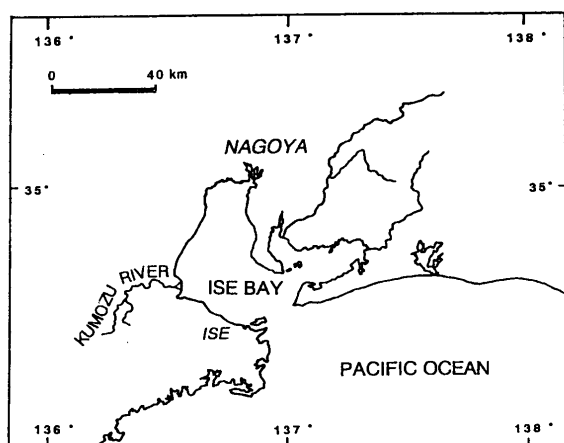 136° 137° 138°
0 40 km
NAGOYA
35° 35°
KUMOZU RIVER
ISE BAY
ISE
PACIFIC OCEAN
136° 137° 138°